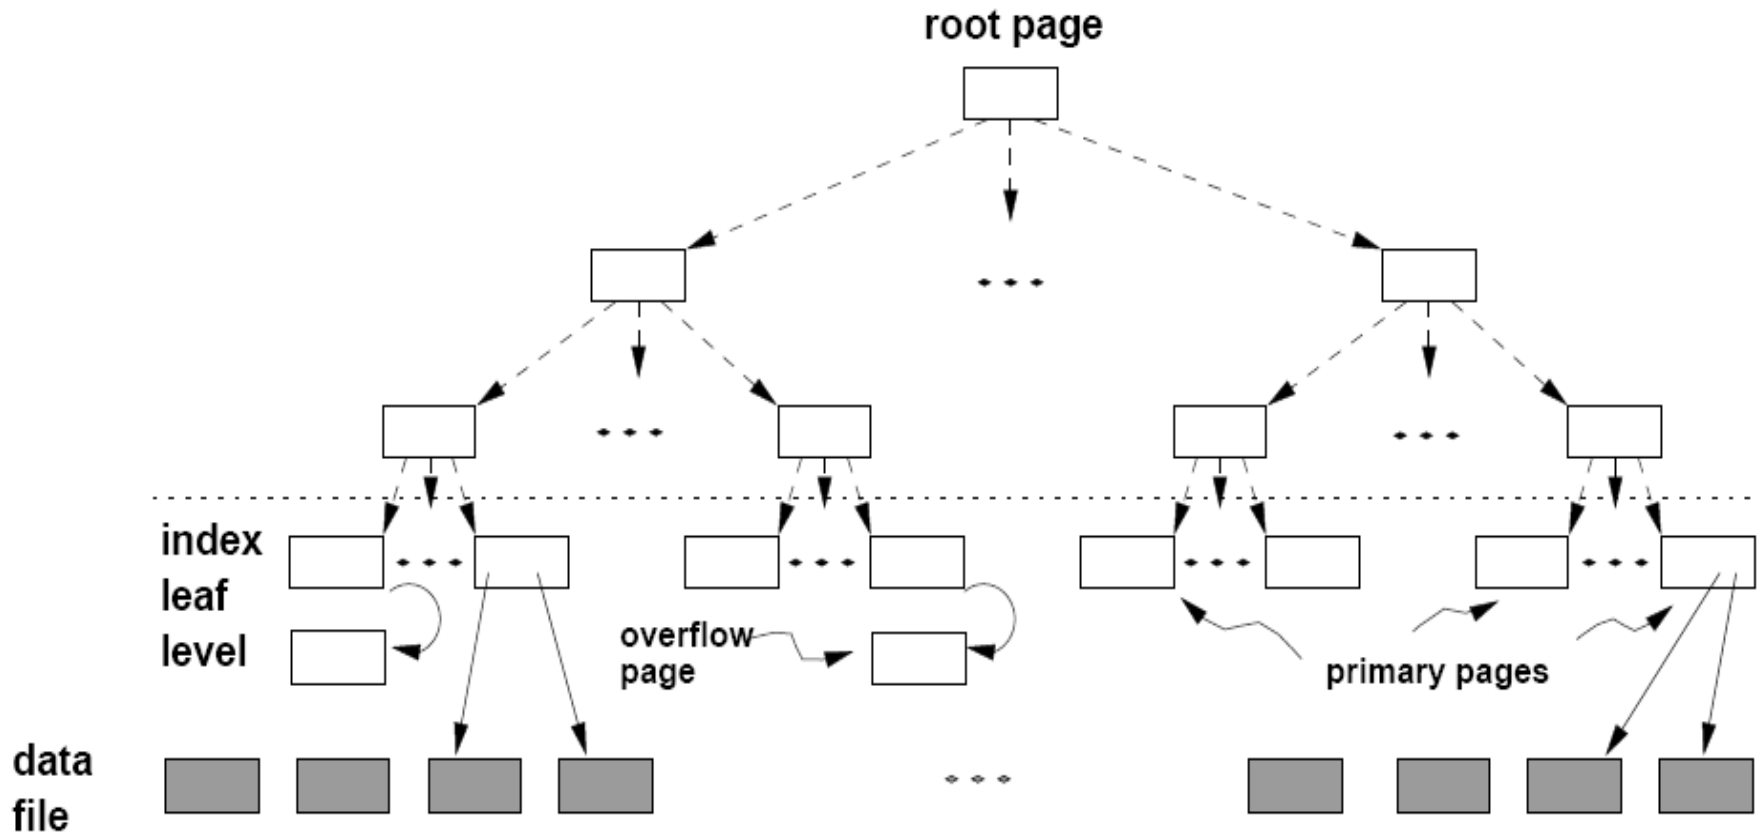 root page
index
leaf
level
overflow
page
primary pages
data
file